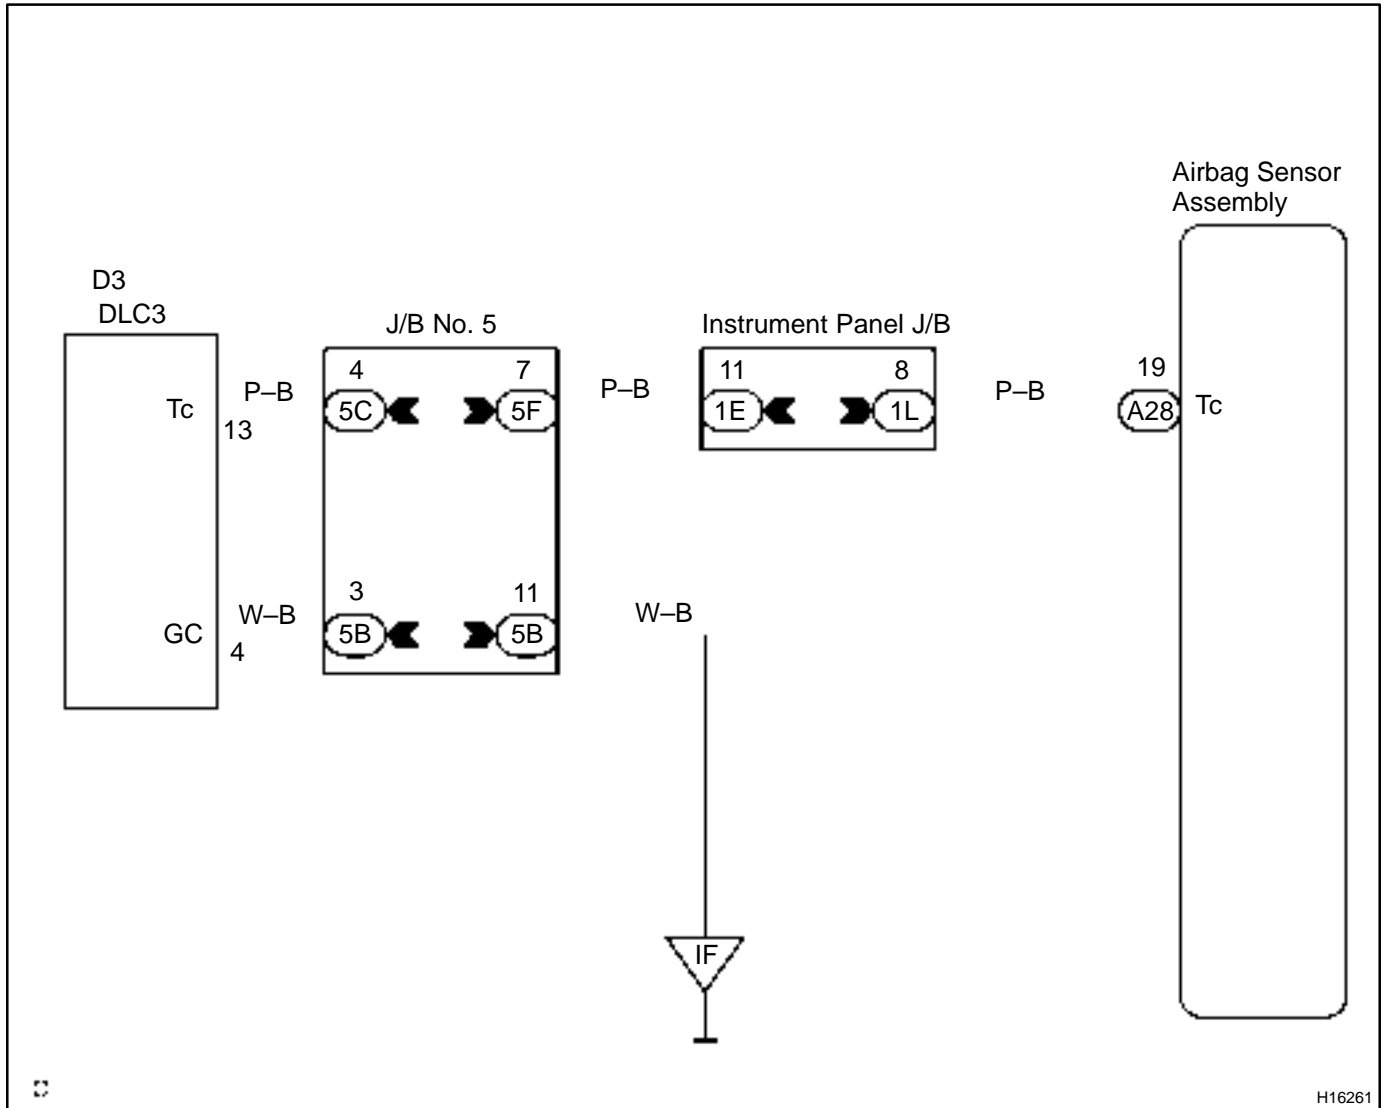 Airbag Sensor
Assembly
D3
DLC3
J/B No. 5
Instrument Panel J/B
4
7
11
8
19
Tc
P–B
5C
5F
P–B
1E
1L
P–B
A28
Tc
13
3
11
GC
W–B
5B
5B
W–B
4
IF
H16261